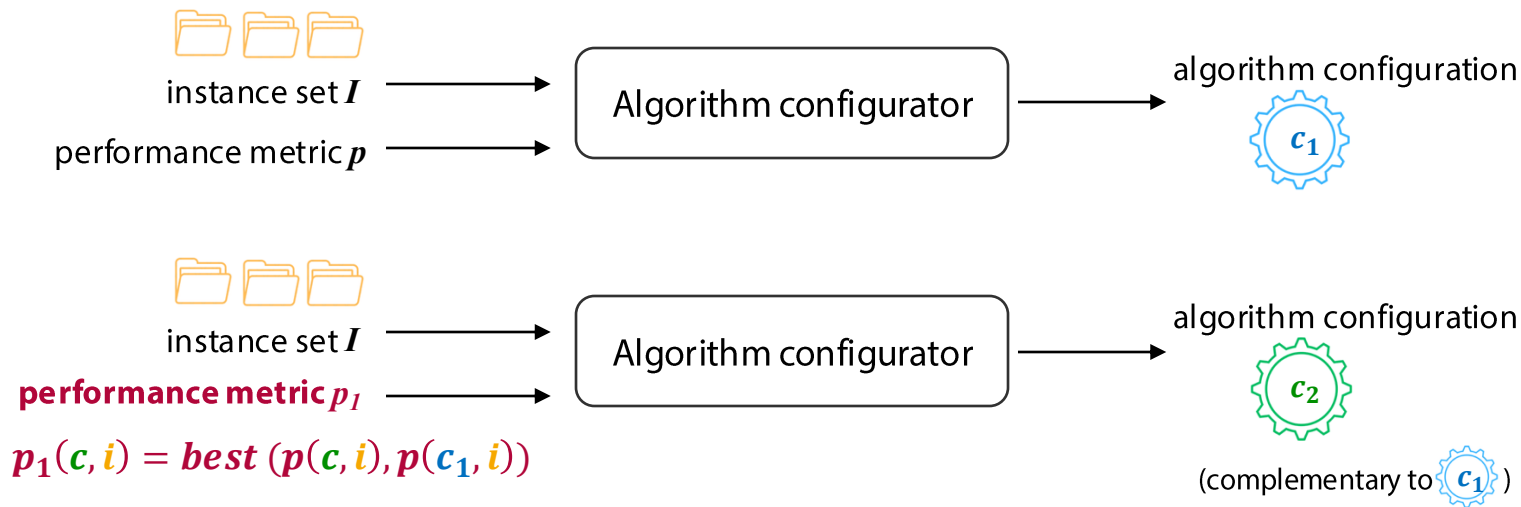 instance set I
performance metric p
Algorithm configurator
algorithm configuration
c₁
instance set I
performance metric p₁
p₁(c, i) = best (p(c, i), p(c₁, i))
Algorithm configurator
algorithm configuration
c₂
(complementary to c₁ )